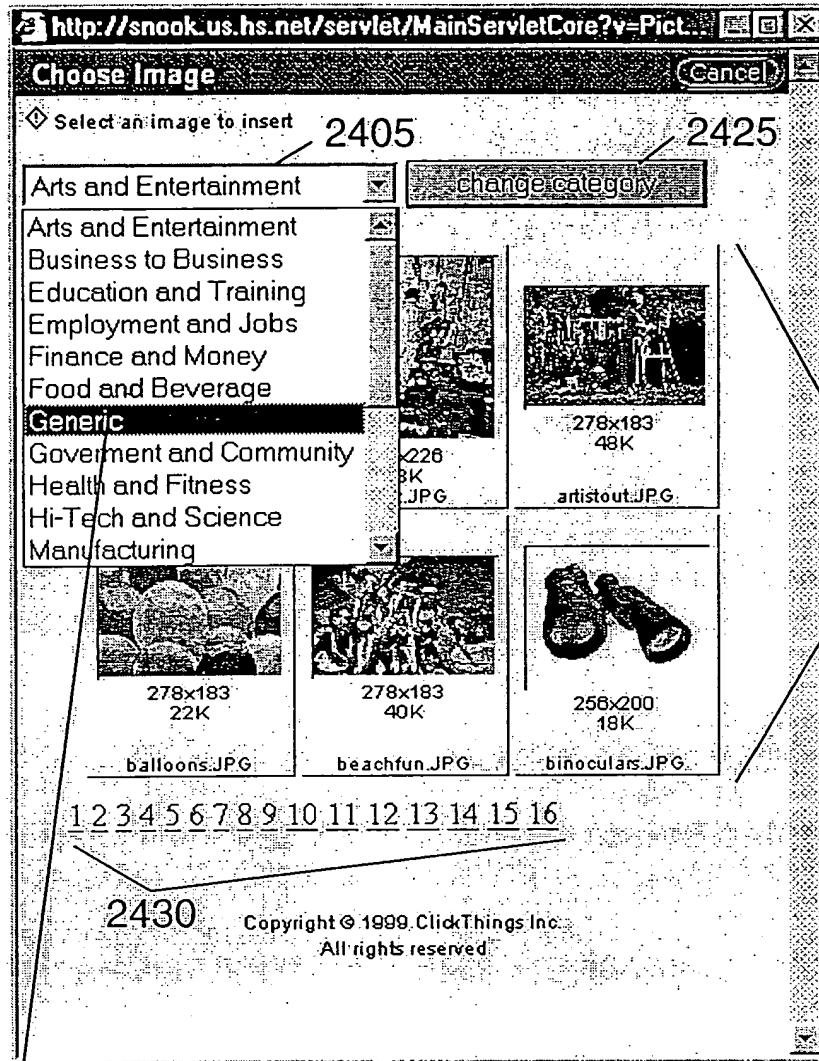 http://snook.us.hs.net/servlet/MainServletCore?v=Pict...
Choose Image
Cancel
Select an image to insert
2405
2425
Arts and Entertainment
change category
Arts and Entertainment
Business to Business
Education and Training
Employment and Jobs
Finance and Money
Food and Beverage
Generic
Goverment and Community
Health and Fitness
Hi-Tech and Science
Manufacturing
x226
.JPG
278x183
48K
artistout.JPG
278x183
22K
balloons.JPG
278x183
40K
beachfun.JPG
256x200
18K
binoculars.JPG
1 2 3 4 5 6 7 8 9 10 11 12 13 14 15 16
2430
Copyright © 1999 ClickThings Inc.
All rights reserved